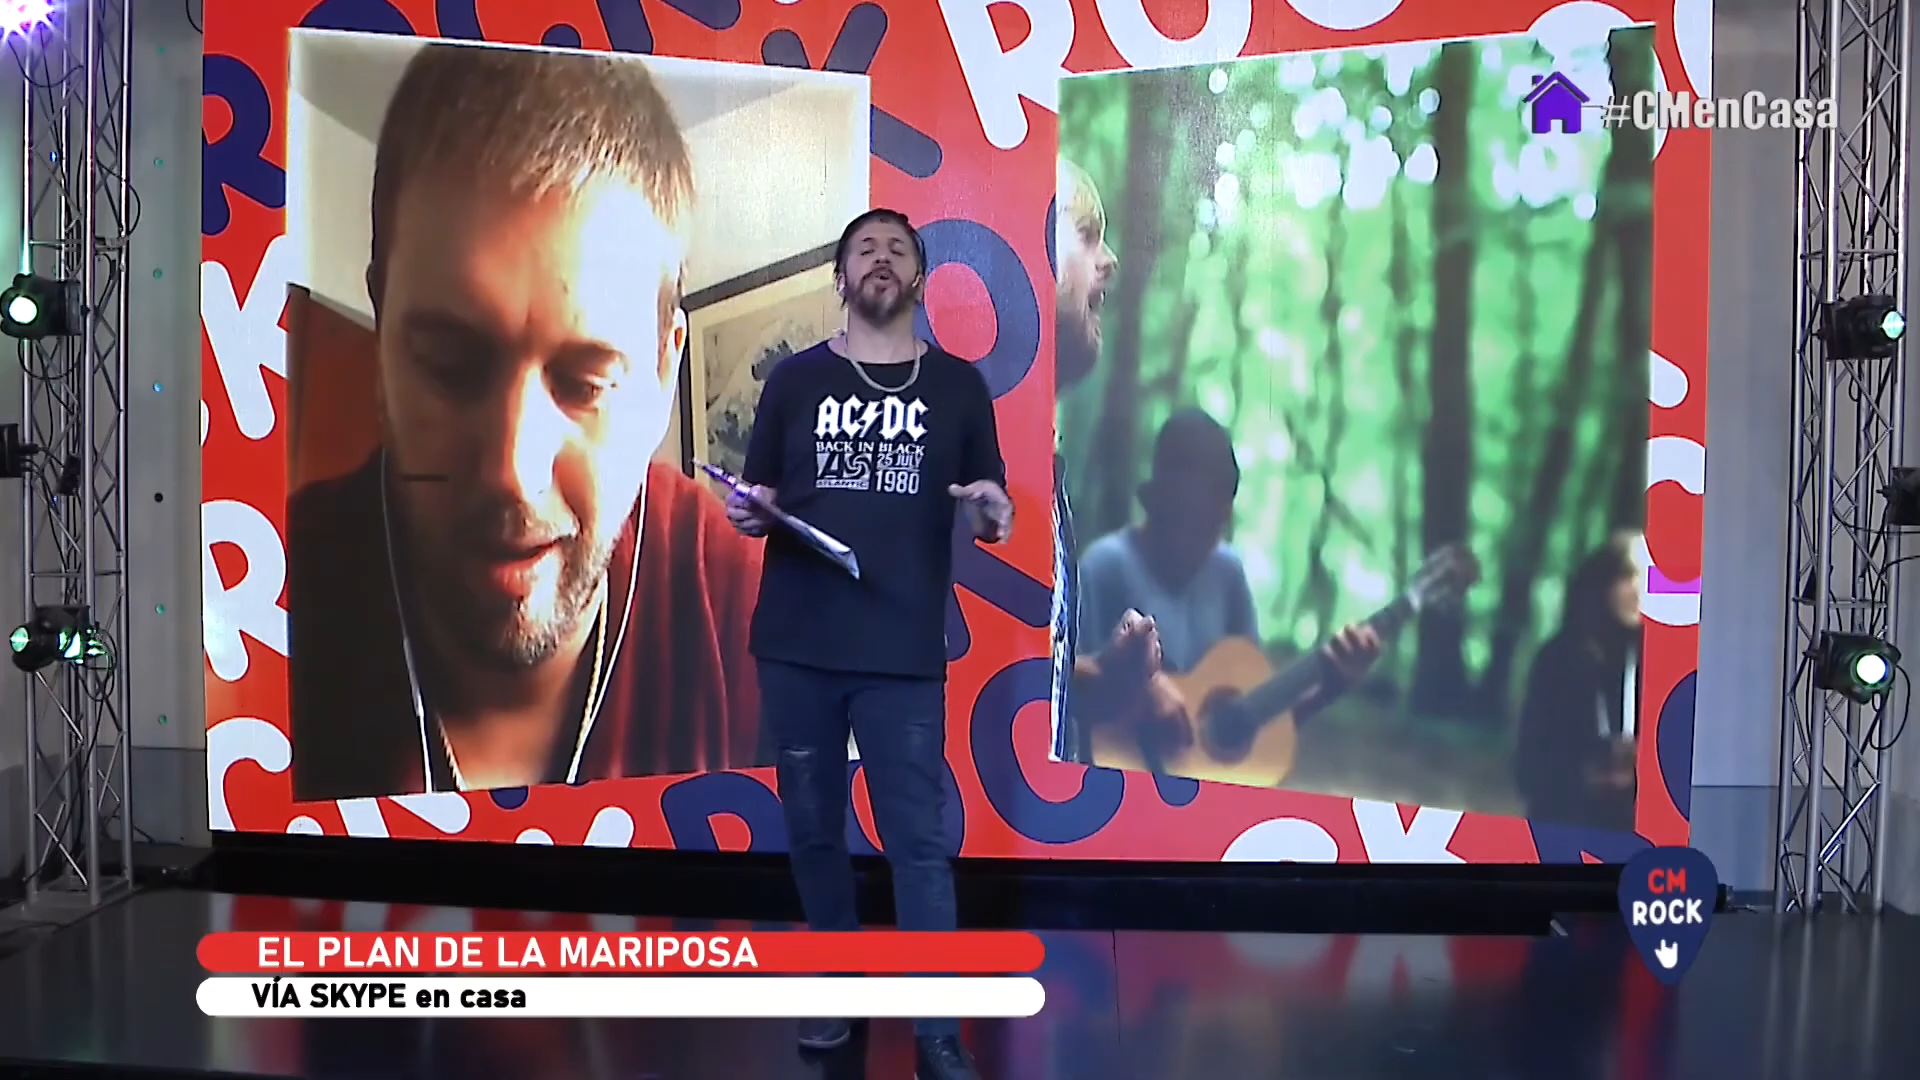 #CMenCasa
AC⚡DC
BACK IN BLACK
25 JULY
ATLANTIC
1980
EL PLAN DE LA MARIPOSA
VÍA SKYPE en casa
CM
ROCK
ROCK